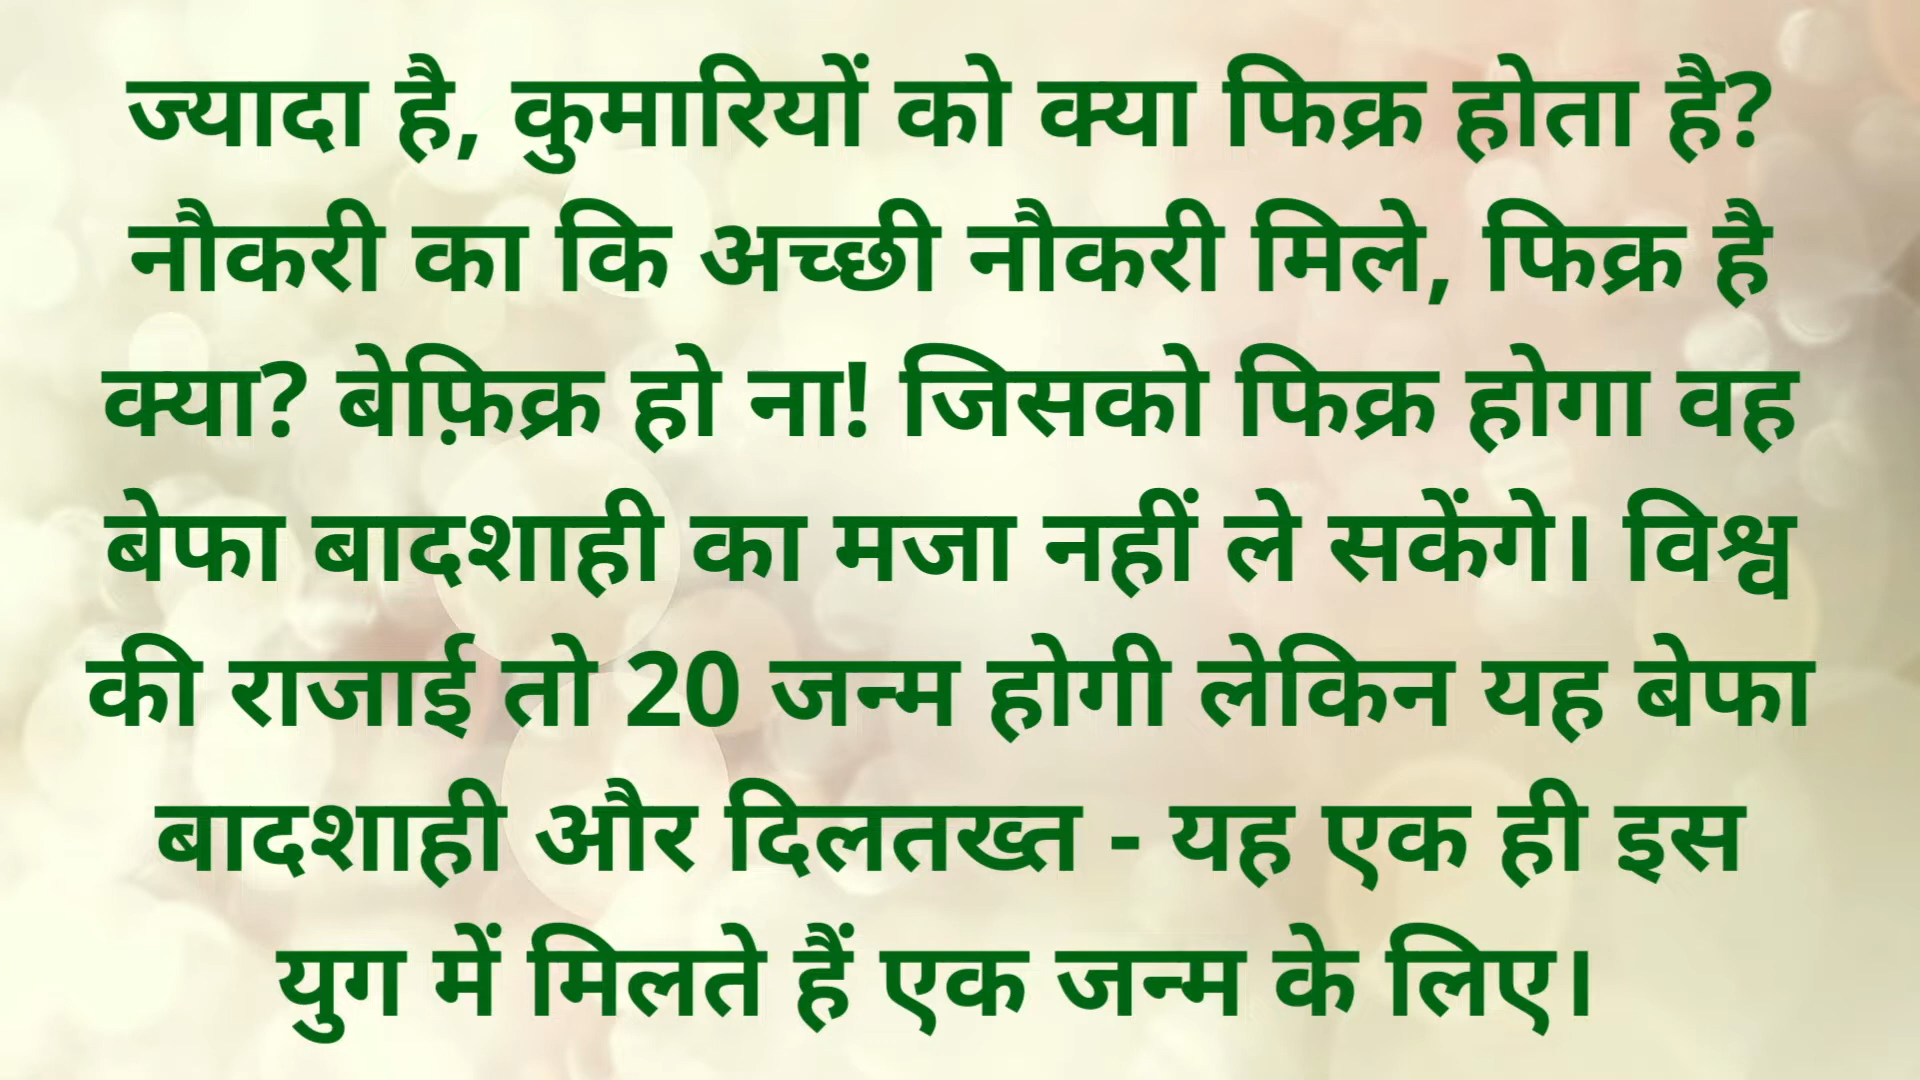 ज्यादा है, कुमारियों को क्या फिक्र होता है?
नौकरी का कि अच्छी नौकरी मिले, फिक्र है
क्या? बेफ़िक्र हो ना! जिसको फिक्र होगा वह
बेफा बादशाही का मजा नहीं ले सकेंगे। विश्व
की राजाई तो 20 जन्म होगी लेकिन यह बेफा
बादशाही और दिलतख्त - यह एक ही इस
युग में मिलते हैं एक जन्म के लिए।